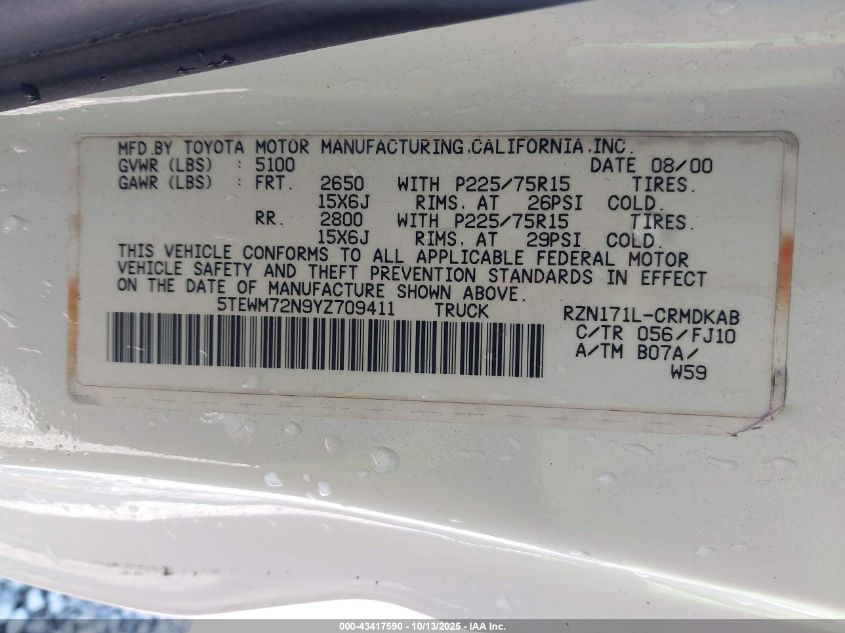 MFD.BY TOYOTA MOTOR MANUFACTURING,CALIFORNIA,INC.
GVWR (LBS) : 5100 DATE 08/00
GAWR (LBS) : FRT. 2650 WITH P225/75R15 TIRES.
15X6J RIMS. AT 26PSI COLD.
RR. 2800 WITH P225/75R15 TIRES.
15X6J RIMS. AT 29PSI COLD.
THIS VEHICLE CONFORMS TO ALL APPLICABLE FEDERAL MOTOR
VEHICLE SAFETY AND THEFT PREVENTION STANDARDS IN EFFECT
ON THE DATE OF MANUFACTURE SHOWN ABOVE.
5TEWM72N9YZ709411 TRUCK RZN171L-CRMDKAB
C/TR 056/FJ10
A/TM B07A/
W59
000-43417590 - 10/13/2025 - IAA Inc.